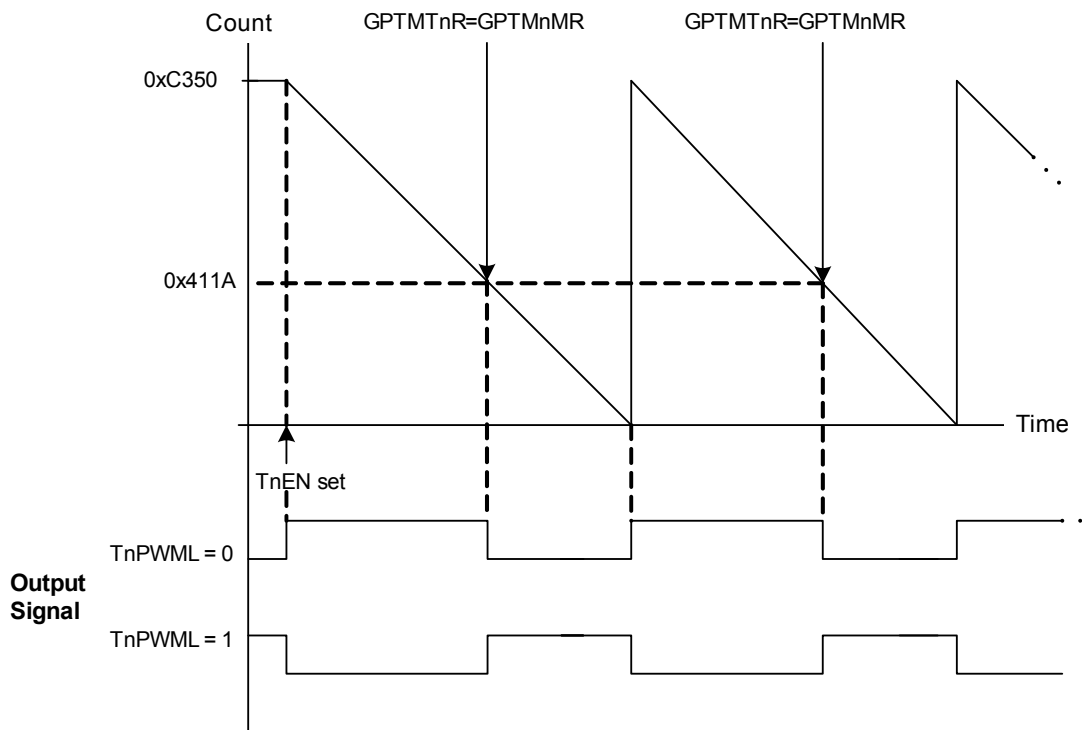 Count
GPTMTnR=GPTMnMR
GPTMTnR=GPTMnMR
0xC350
0x411A
Time
TnEN set
TnPWML = 0
Output
Signal
TnPWML = 1